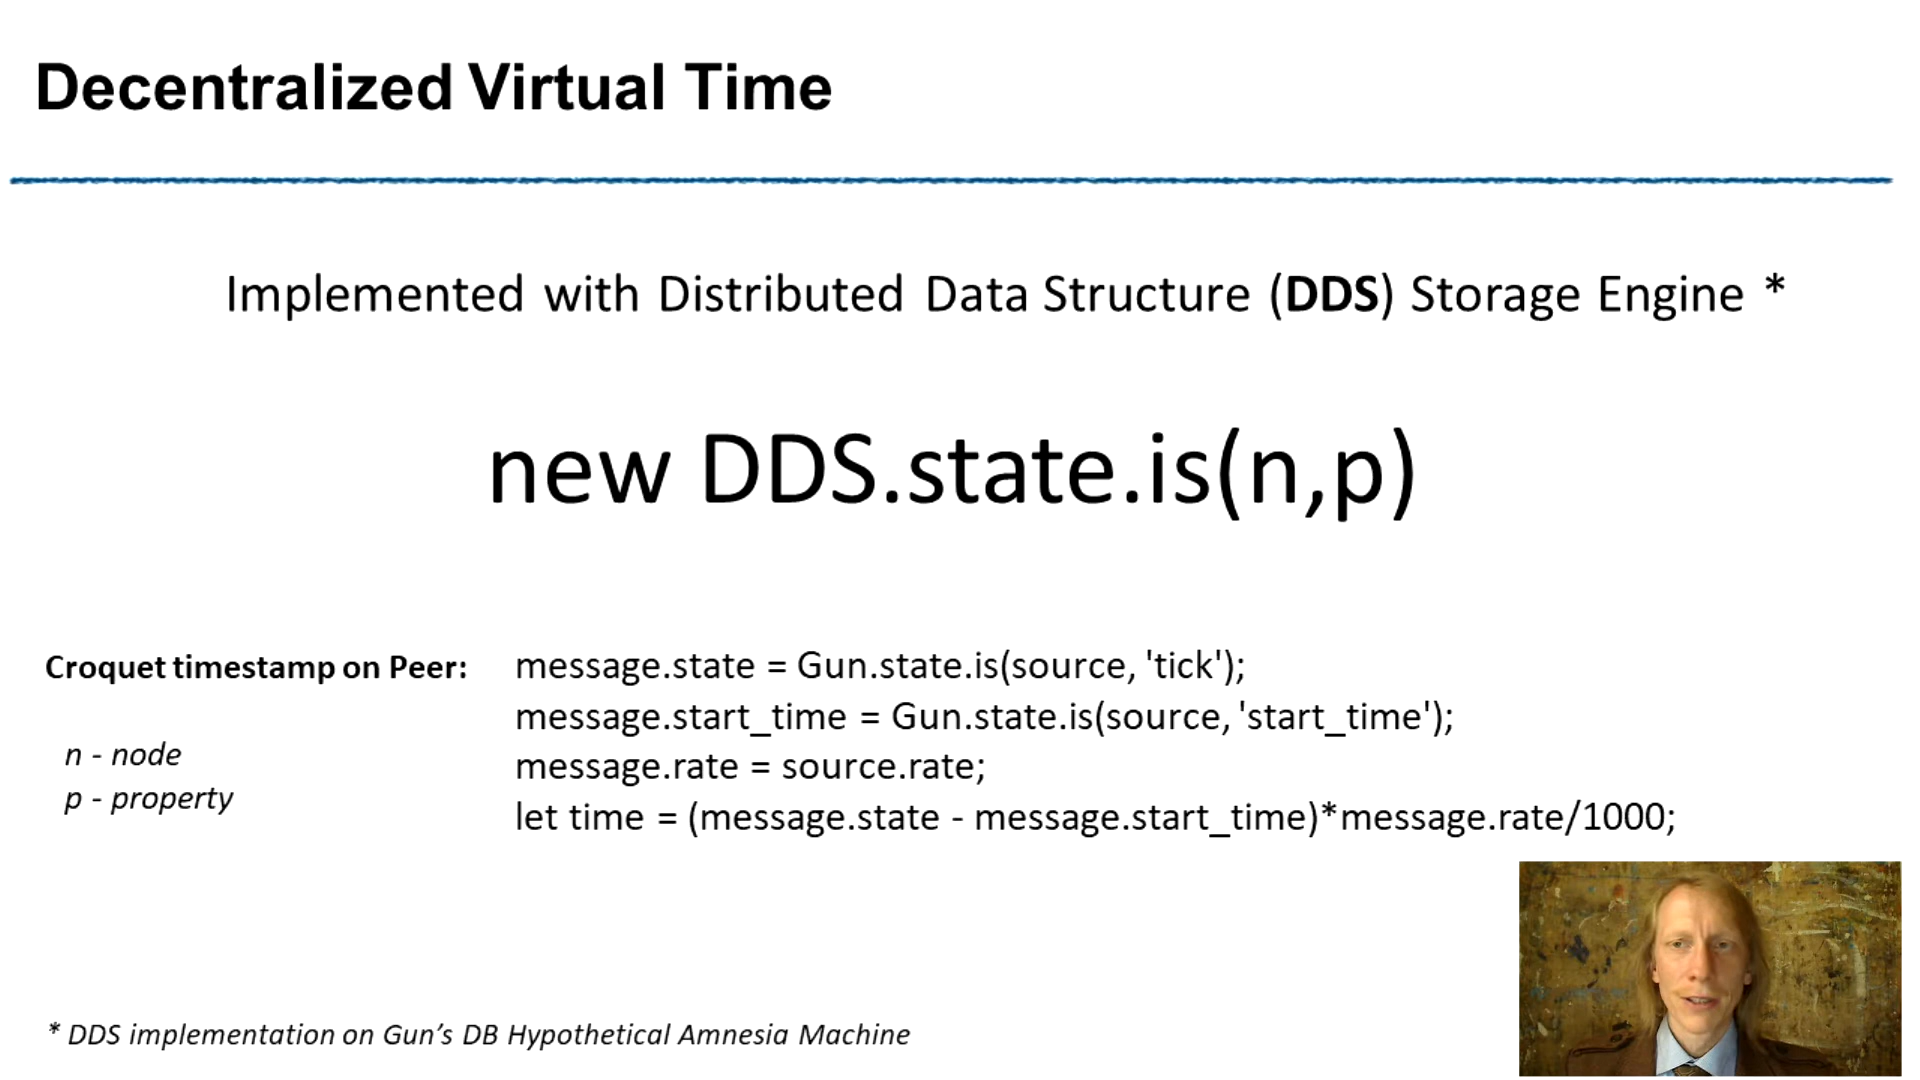 Decentralized Virtual Time
Implemented with Distributed Data Structure (DDS) Storage Engine *
new DDS.state.is(n,p)
Croquet timestamp on Peer:
n - node
p - property
message.state = Gun.state.is(source, 'tick');
message.start_time = Gun.state.is(source, 'start_time');
message.rate = source.rate;
let time = (message.state - message.start_time)*message.rate/1000;
* DDS implementation on Gun’s DB Hypothetical Amnesia Machine